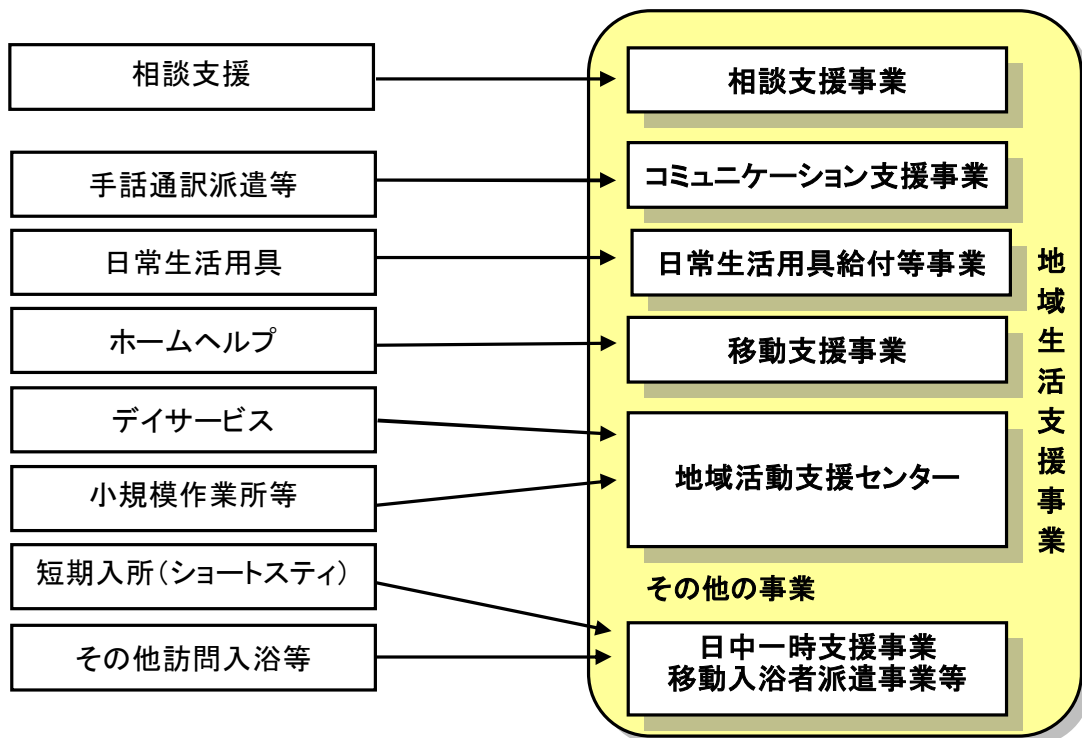 相談支援
手話通訳派遣等
日常生活用具
ホームヘルプ
デイサービス
小規模作業所等
短期入所（ショートスティ）
その他訪問入浴等
相談支援事業
コミュニケーション支援事業
日常生活用具給付等事業
移動支援事業
地域活動支援センター
その他の事業
日中一時支援事業
移動入浴者派遣事業等
地域生活支援事業